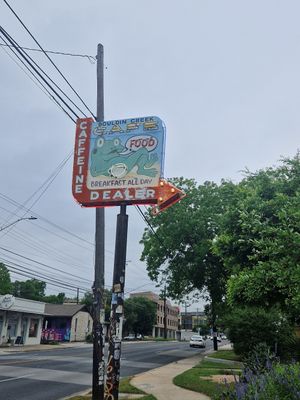 BOULDIN CREEK
CAFE
FOOD
BREAKFAST ALL DAY
CAFFEINE
DEALER